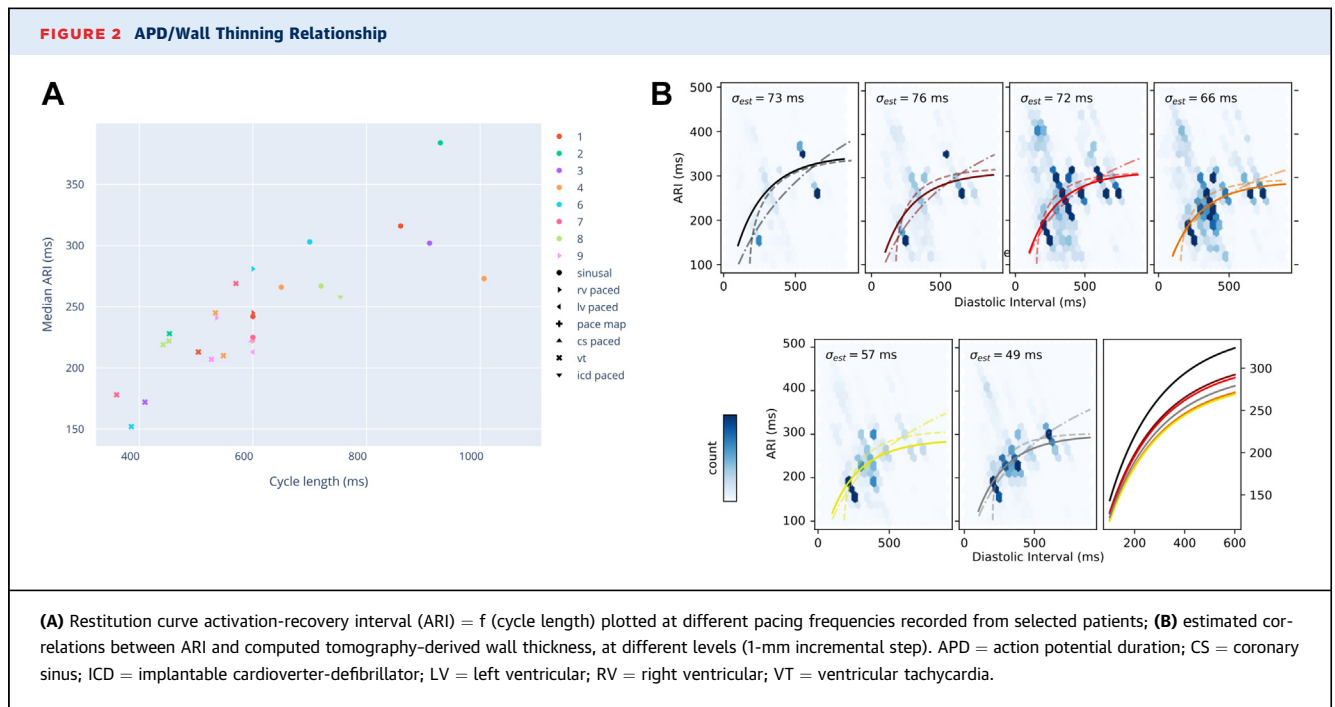 FIGURE 2 APD/Wall Thinning Relationship
A
Median ARI (ms)
350
300
250
200
150
400
600
800
1000
Cycle length (ms)
1
2
3
4
6
7
8
9
sinusal
rv paced
lv paced
pace map
cs paced
vt
icd paced
B
ARI (ms)
500
400
300
200
100
σest = 73 ms
σest = 76 ms
σest = 72 ms
σest = 66 ms
e
0
500
0
500
0
500
0
500
Diastolic Interval (ms)
Diastolic Interval (ms)
count
ARI (ms)
500
400
300
200
100
σest = 57 ms
σest = 49 ms
0
500
0
500
Diastolic Interval (ms)
300
250
200
150
200
400
600
(A) Restitution curve activation-recovery interval (ARI) = f (cycle length) plotted at different pacing frequencies recorded from selected patients; (B) estimated cor-
relations between ARI and computed tomography–derived wall thickness, at different levels (1-mm incremental step). APD = action potential duration; CS = coronary
sinus; ICD = implantable cardioverter-defibrillator; LV = left ventricular; RV = right ventricular; VT = ventricular tachycardia.